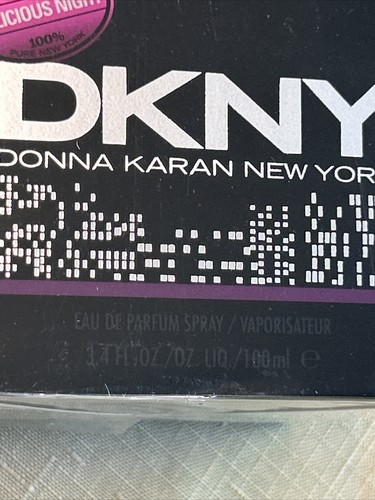 LICIOUS NIGHT
100%
PURE NEW YORK
DKNY
DONNA KARAN NEW YOR
EAU DE PARFUM SPRAY / VAPORISATEUR
3.4 FL.OZ/OZ. LIQ./100ml e